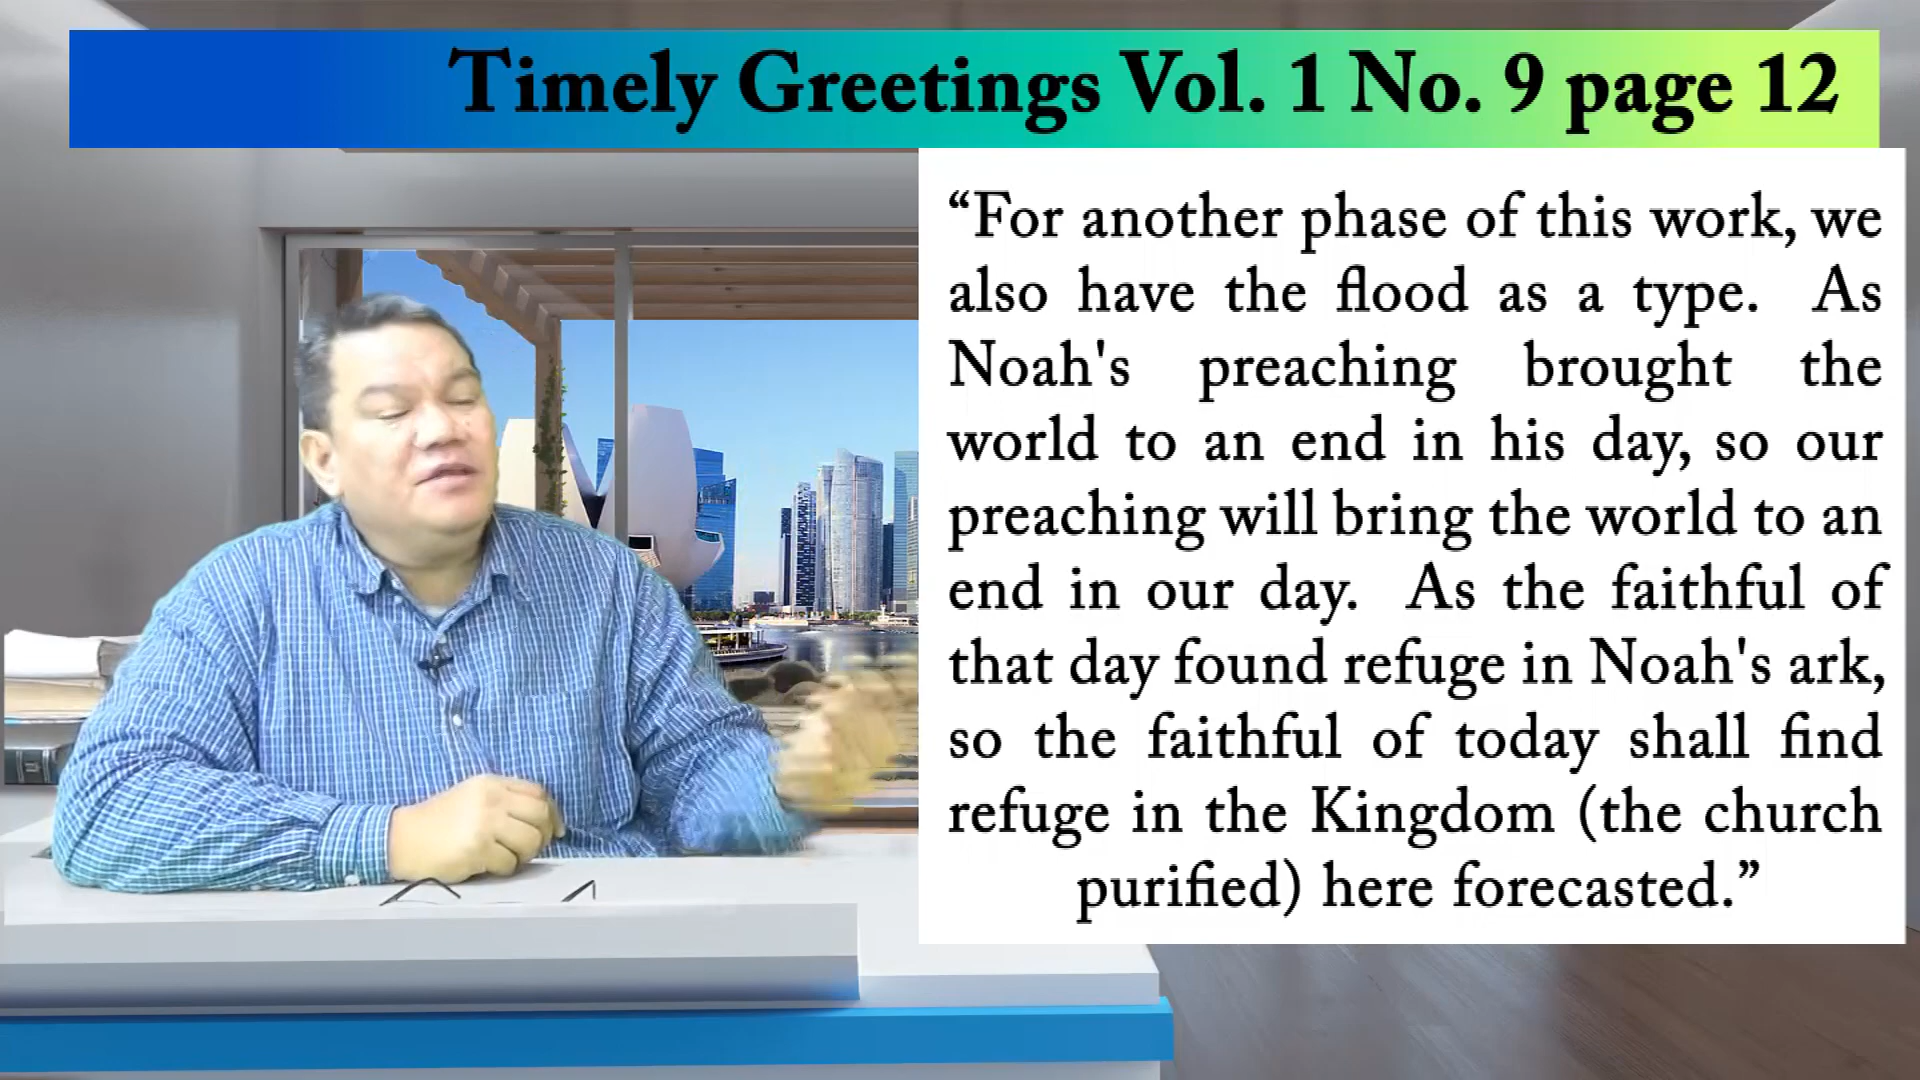 Timely Greetings Vol. 1 No. 9 page 12
“For another phase of this work, we
also have the flood as a type. As
Noah's preaching brought the
world to an end in his day, so our
preaching will bring the world to an
end in our day. As the faithful of
that day found refuge in Noah's ark,
so the faithful of today shall find
refuge in the Kingdom (the church
purified) here forecasted.”